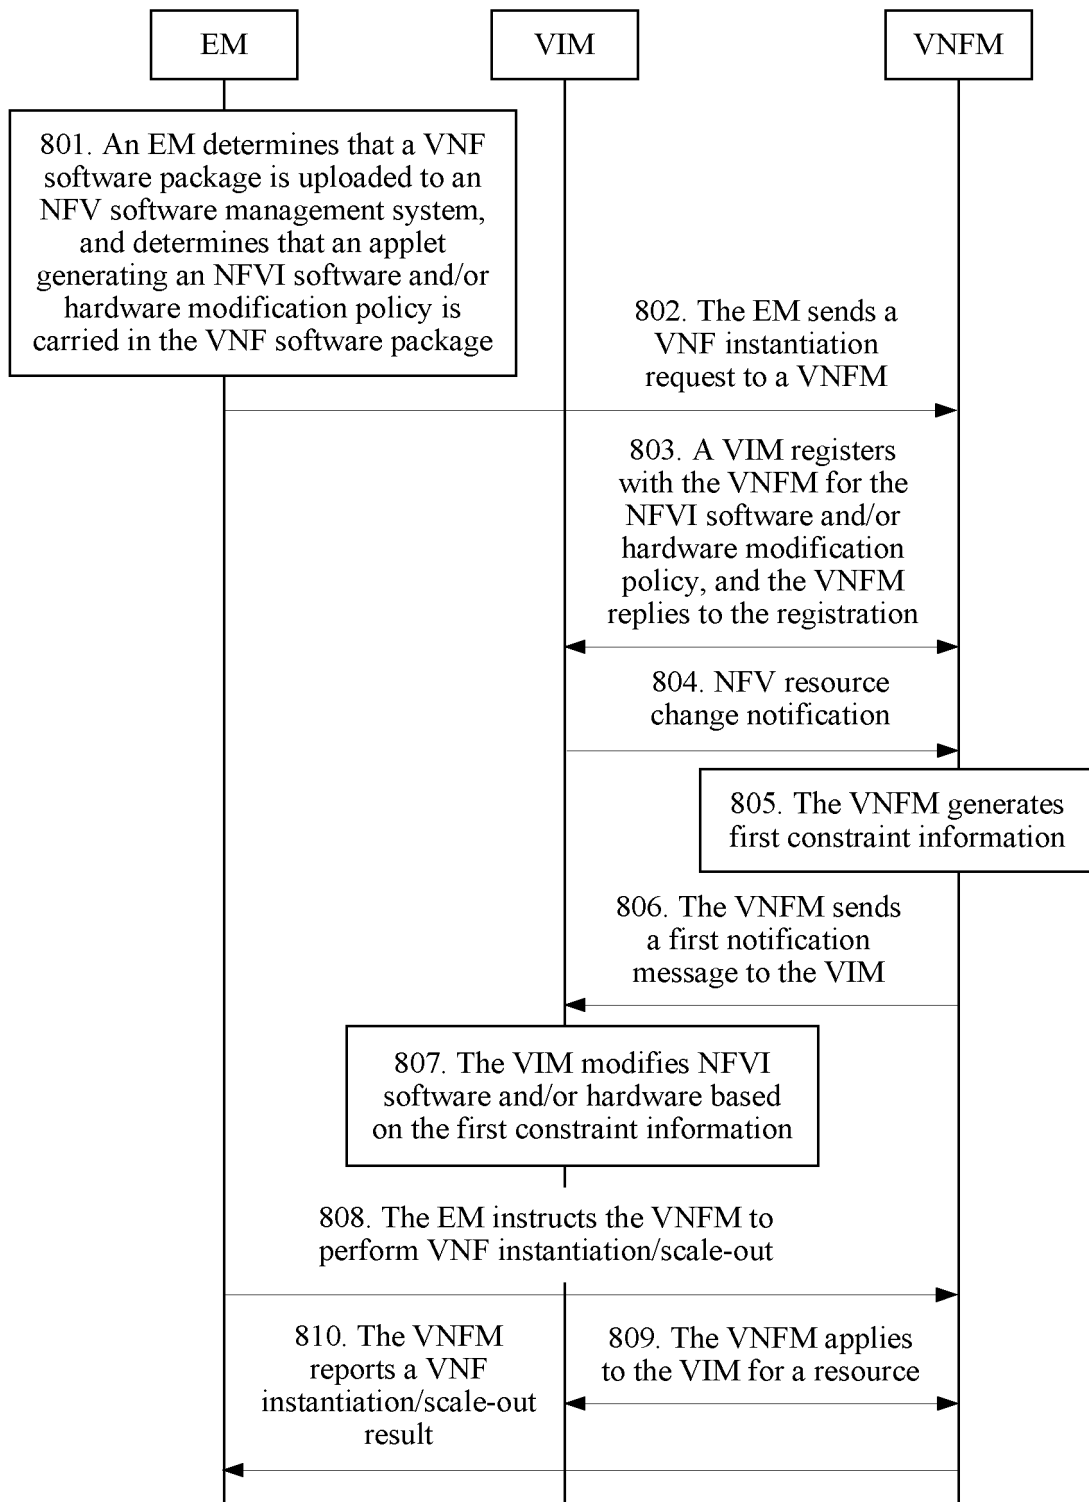 EM
VIM
VNFM
801. An EM determines that a VNF
software package is uploaded to an
NFV software management system,
and determines that an applet
generating an NFVI software and/or
hardware modification policy is
carried in the VNF software package
802. The EM sends a
VNF instantiation
request to a VNFM
803. A VIM registers
with the VNFM for the
NFVI software and/or
hardware modification
policy, and the VNFM
replies to the registration
804. NFV resource
change notification
805. The VNFM generates
first constraint information
806. The VNFM sends
a first notification
message to the VIM
807. The VIM modifies NFVI
software and/or hardware based
on the first constraint information
808. The EM instructs the VNFM to
perform VNF instantiation/scale-out
809. The VNFM applies
to the VIM for a resource
810. The VNFM
reports a VNF
instantiation/scale-out
result